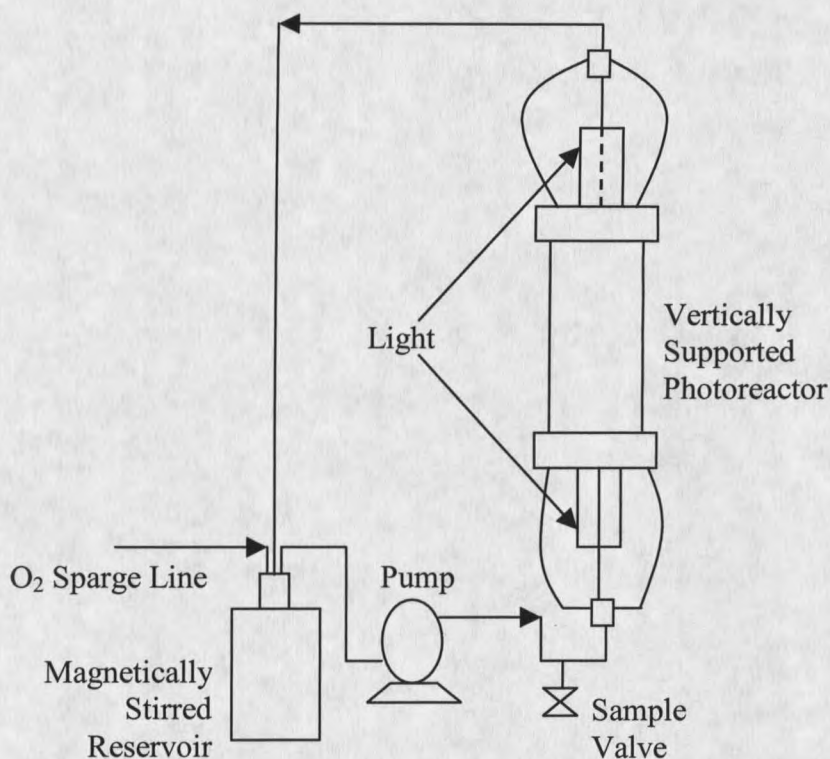 Light
Vertically
Supported
Photoreactor
O₂ Sparge Line
Pump
Magnetically
Stirred
Reservoir
Sample
Valve